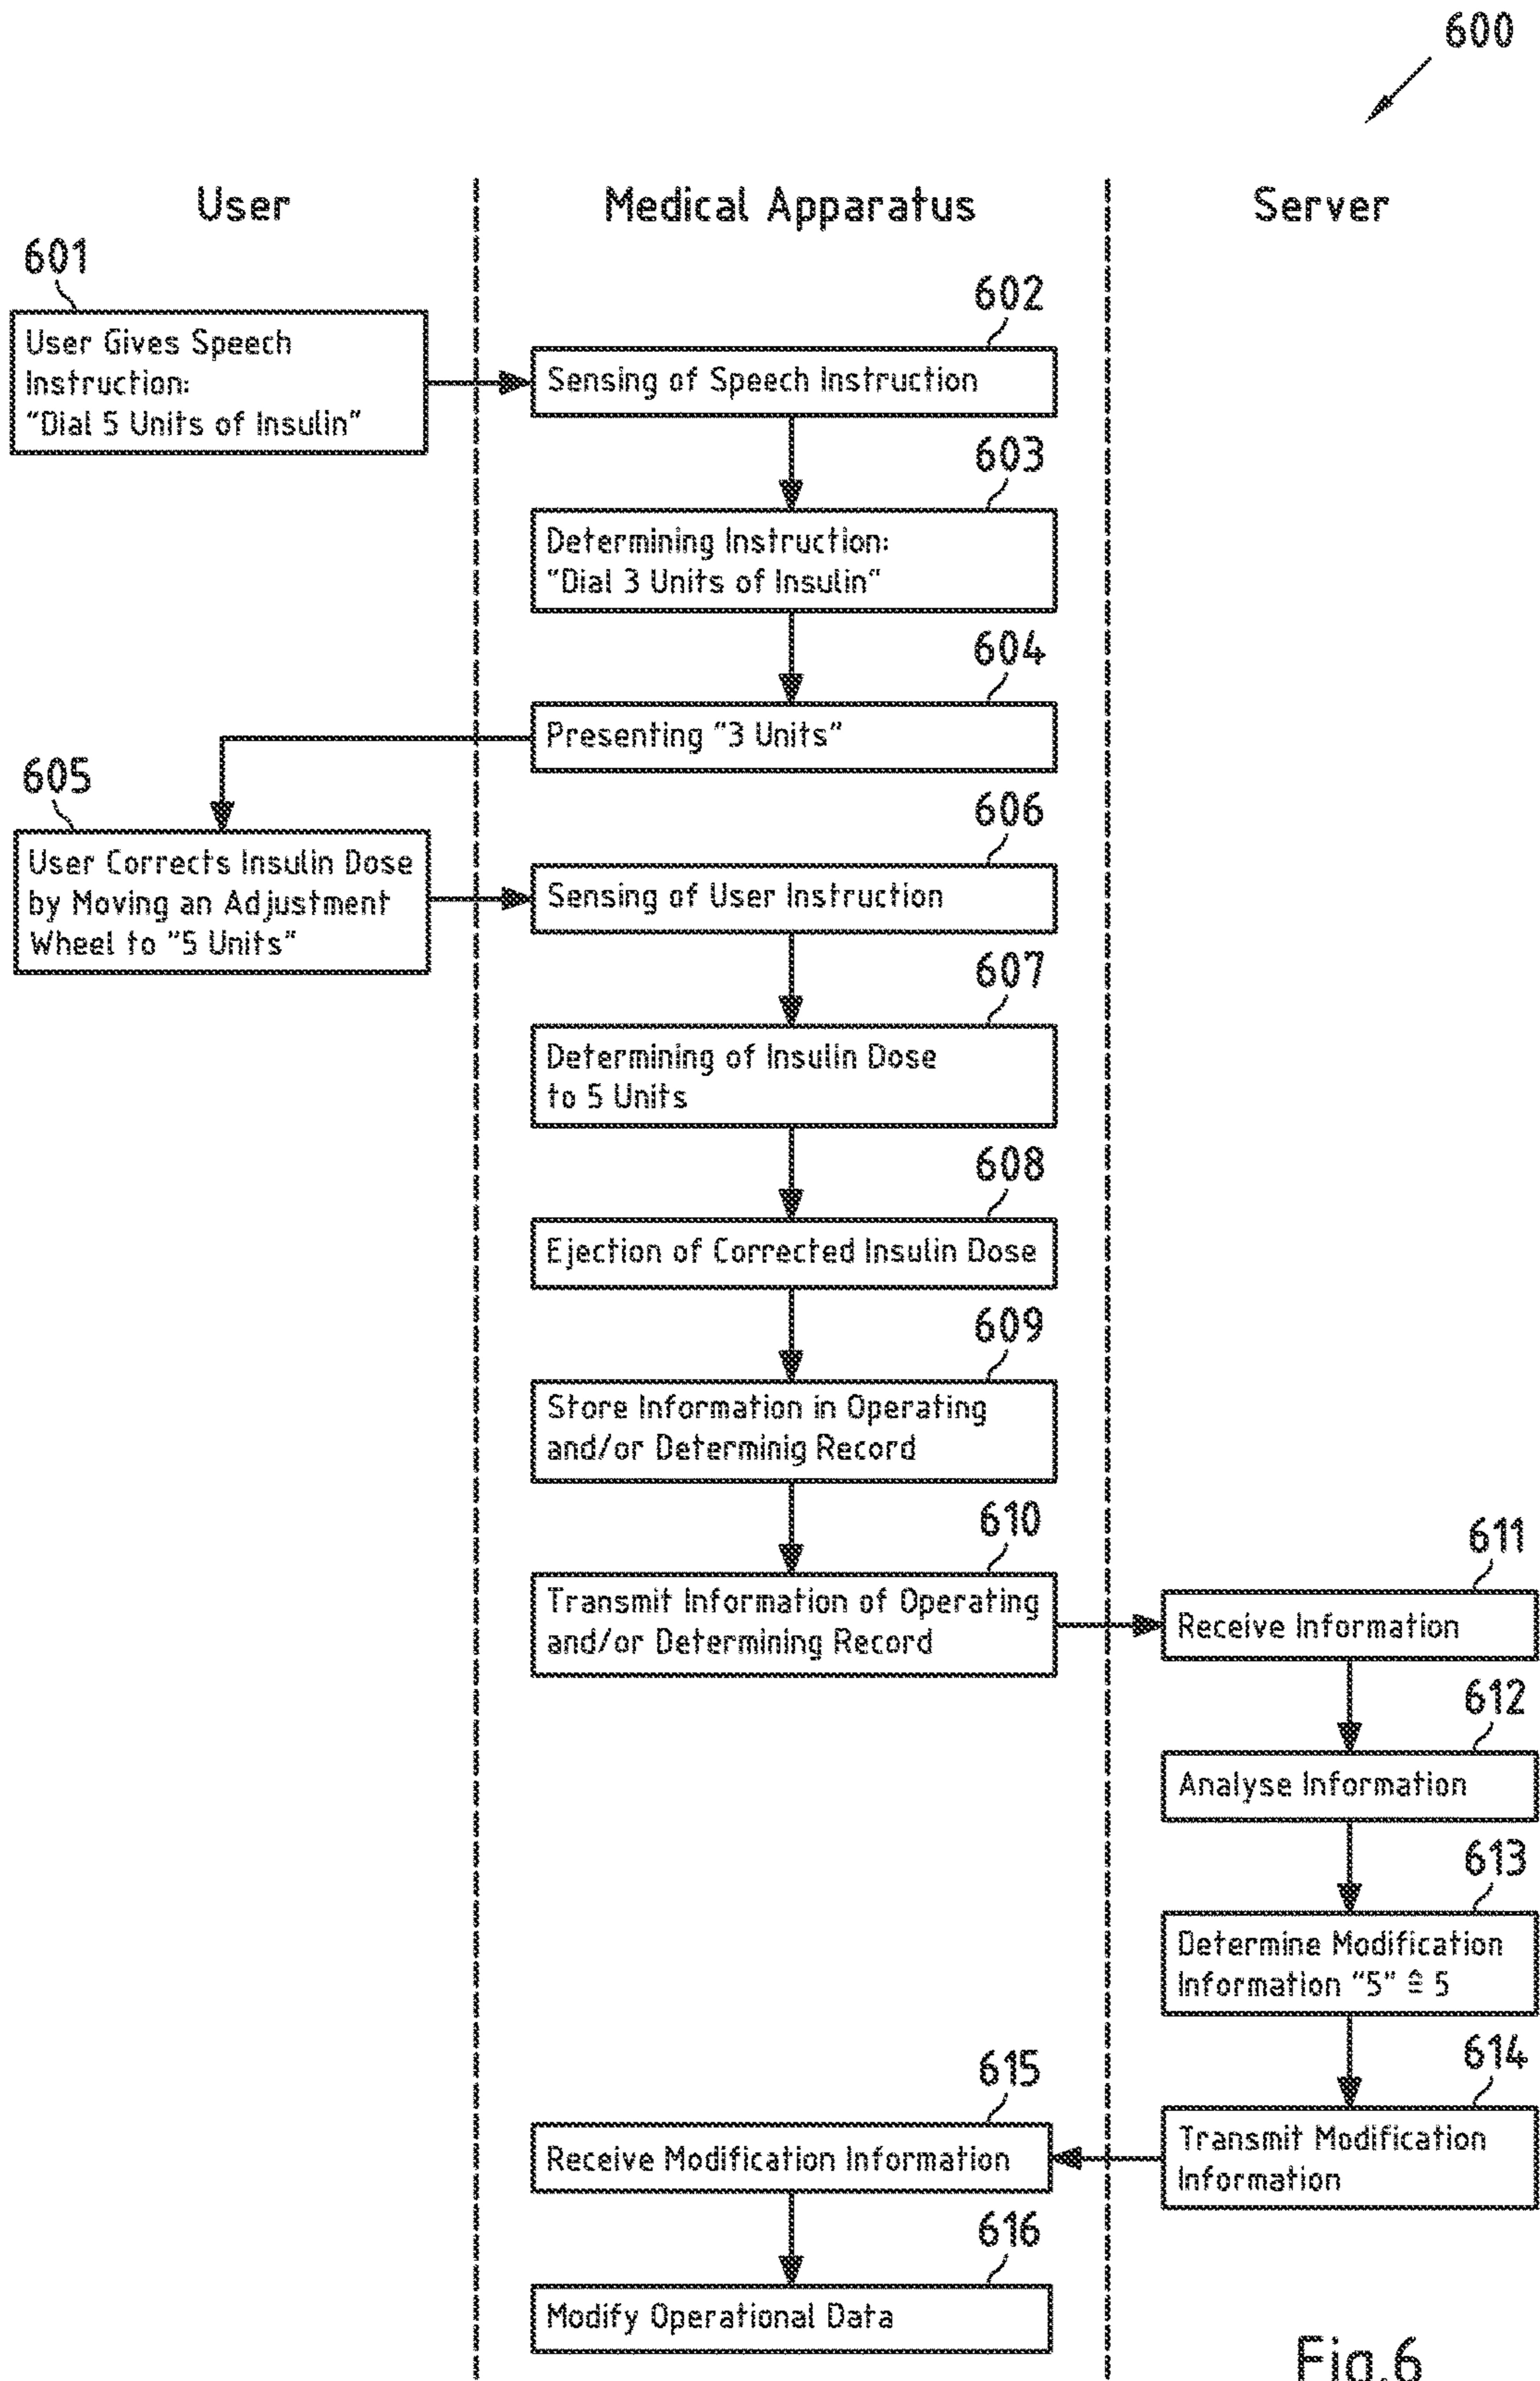 600
User
Medical Apparatus
Server
601
User Gives Speech
Instruction:
"Dial 5 Units of Insulin"
602
Sensing of Speech Instruction
603
Determining Instruction:
"Dial 3 Units of Insulin"
604
Presenting "3 Units"
605
User Corrects Insulin Dose
by Moving an Adjustment
Wheel to "5 Units"
606
Sensing of User Instruction
607
Determining of Insulin Dose
to 5 Units
608
Ejection of Corrected Insulin Dose
609
Store Information in Operating
and/or Determinig Record
610
Transmit Information of Operating
and/or Determining Record
611
Receive Information
612
Analyse Information
613
Determine Modification
Information "5" ≙ 5
614
Transmit Modification
Information
615
Receive Modification Information
616
Modify Operational Data
Fig.6